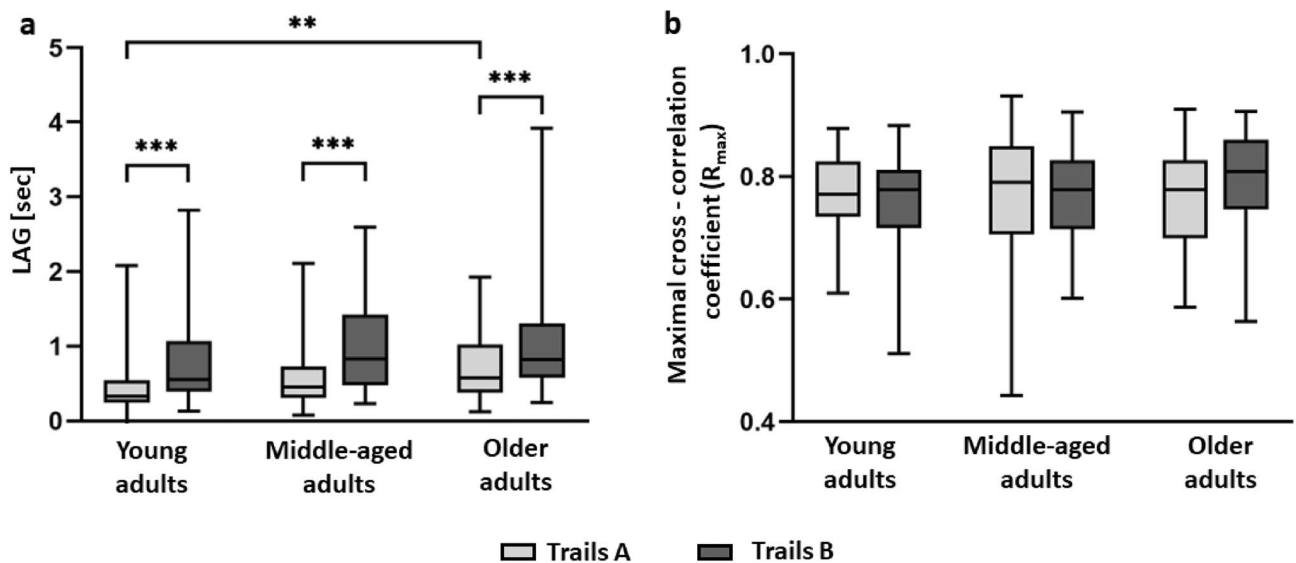 a
**
5
4
3
2
1
0
LAG [sec]
***
***
***
Young
adults
Middle-aged
adults
Older
adults
b
1.0
0.8
0.6
0.4
Maximal cross - correlation
coefficient (Rmax)
Young
adults
Middle-aged
adults
Older
adults
Trails A
Trails B